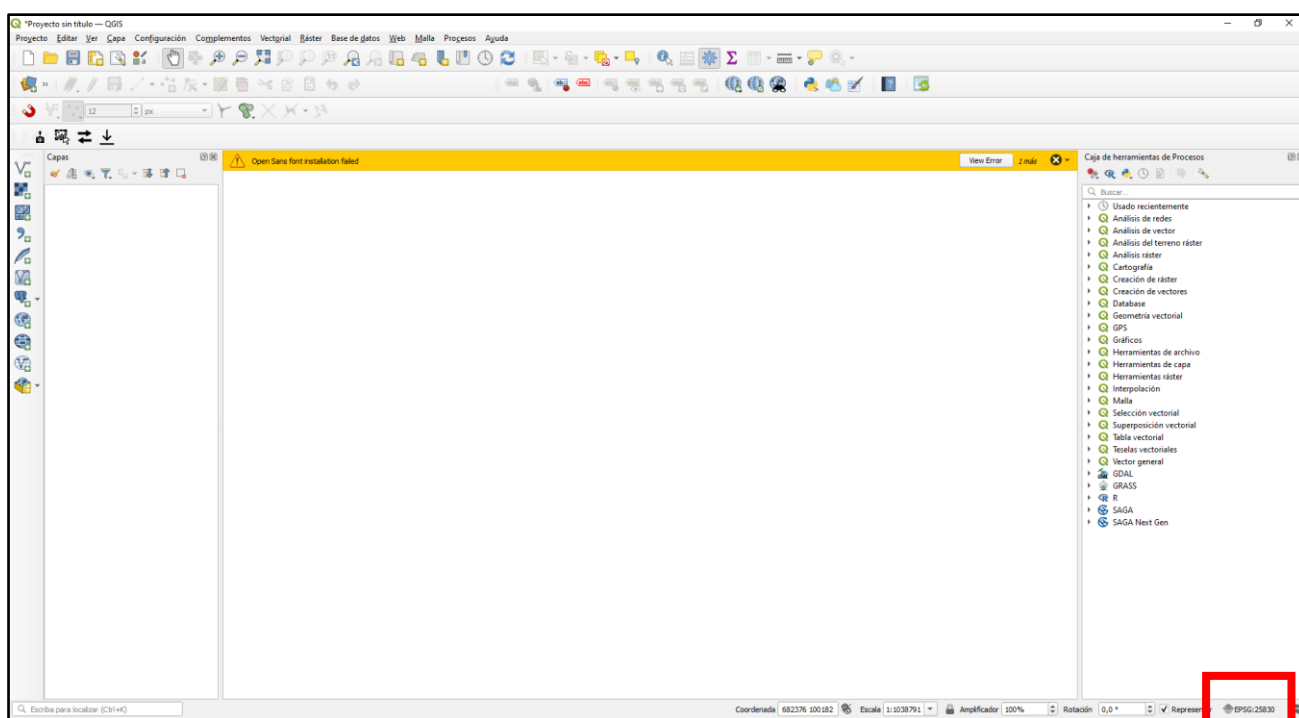 *Proyecto sin título — QGIS
Proyecto Editar Ver Capa Configuración Complementos Vectorial Ráster Base de datos Web Malla Procesos Ayuda
12 px
Capas
Open Sans font installation failed View Error 1 más
Caja de herramientas de Procesos
Buscar...
Usado recientemente
Análisis de redes
Análisis de vector
Análisis del terreno ráster
Análisis ráster
Cartografía
Creación de ráster
Creación de vectores
Database
Geometría vectorial
GPS
Gráficos
Herramientas de archivo
Herramientas de capa
Herramientas ráster
Interpolación
Malla
Selección vectorial
Superposición vectorial
Tabla vectorial
Teselas vectoriales
Vector general
GDAL
GRASS
R
SAGA
SAGA Next Gen
Escriba para localizar (Ctrl+K) Coordenada 682376 100182 Escala 1:1038791 Amplificador 100% Rotación 0,0 ° EPSG:25830